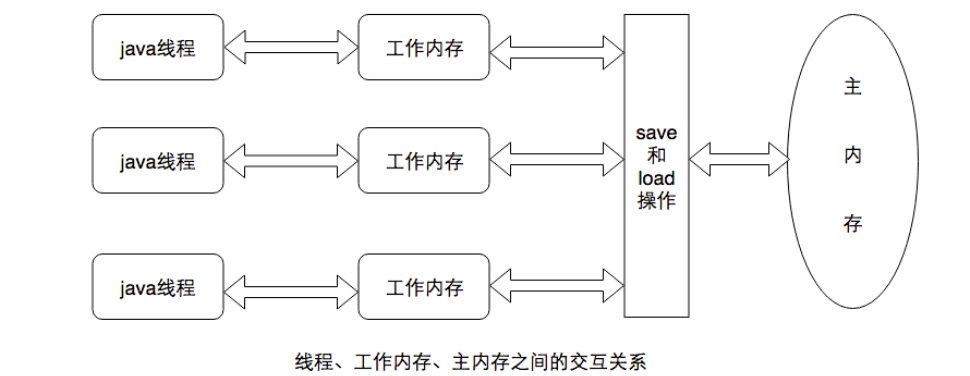 java线程
工作内存
java线程
工作内存
java线程
工作内存
save
和
load
操作
主
内
存
线程、工作内存、主内存之间的交互关系